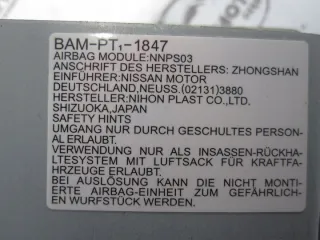 BAM-PT₁-1847
AIRBAG MODULE:NNPS03
ANSCHRIFT DES HERSTELLERS: ZHONGSHAN
EINFÜHRER:NISSAN MOTOR
DEUTSCHLAND,NEUSS.(02131)3880
HERSTELLER:NIHON PLAST CO.,LTD.
SHIZUOKA,JAPAN
SAFETY HINTS
UMGANG NUR DURCH GESCHULTES PERSON-
AL ERLAUBT.
VERWENDUNG NUR ALS INSASSEN-RÜCKHA-
LTESYSTEM MIT LUFTSACK FÜR KRAFTFA-
HRZEUGE ERLAUBT.
BEI AUSLÖSUNG KANN DIE NICHT MONTI-
ERTE AIRBAG-EINHEIT ZUM GEFÄHRLICH-
EN WURFSTÜCK WERDEN.